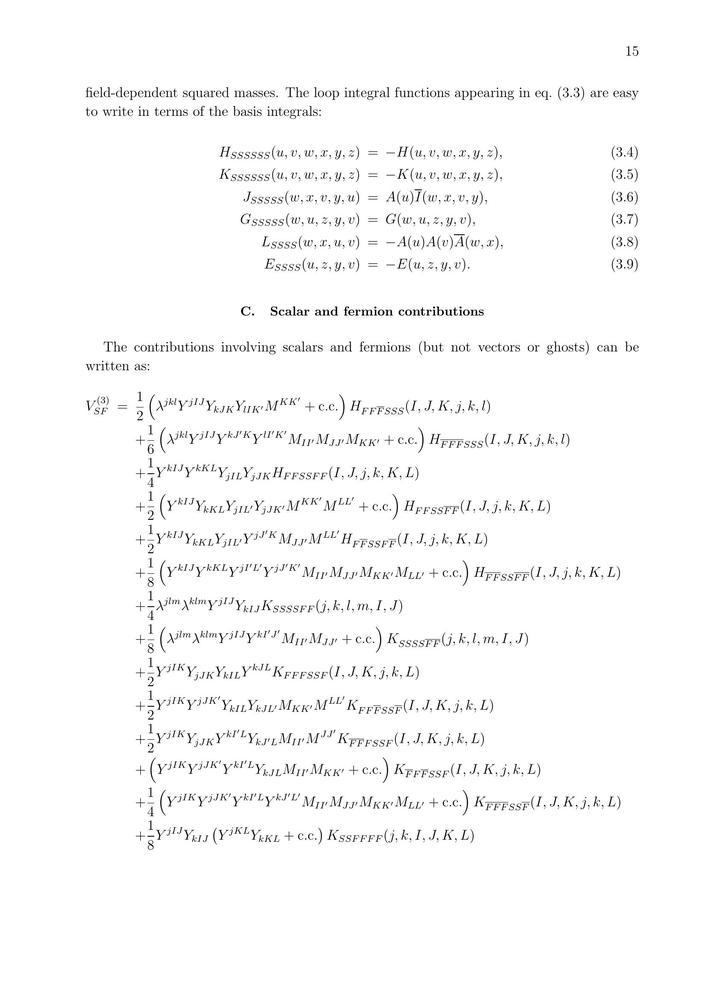 15
field-dependent squared masses. The loop integral functions appearing in eq. (3.3) are easy
to write in terms of the basis integrals:
$H_{SSSSSS}(u, v, w, x, y, z) = -H(u, v, w, x, y, z),$ (3.4)
$K_{SSSSSS}(u, v, w, x, y, z) = -K(u, v, w, x, y, z),$ (3.5)
$J_{SSSSS}(w, x, v, y, u) = A(u)\overline{I}(w, x, v, y),$ (3.6)
$G_{SSSSS}(w, u, z, y, v) = G(w, u, z, y, v),$ (3.7)
$L_{SSSS}(w, x, u, v) = -A(u)A(v)\overline{A}(w, x),$ (3.8)
$E_{SSSS}(u, z, y, v) = -E(u, z, y, v).$ (3.9)
C. Scalar and fermion contributions
The contributions involving scalars and fermions (but not vectors or ghosts) can be
written as:
$V^{(3)}_{SF} = \frac{1}{2}\left(\lambda^{jkl}Y^{jIJ}Y_{kJK}Y_{lIK'}M^{KK'} + \text{c.c.}\right)H_{FF\overline{F}SSS}(I, J, K, j, k, l)$
$+\frac{1}{6}\left(\lambda^{jkl}Y^{jIJ}Y^{kJ'K}Y^{lI'K'}M_{II'}M_{JJ'}M_{KK'} + \text{c.c.}\right)H_{\overline{F}\overline{F}\overline{F}SSS}(I, J, K, j, k, l)$
$+\frac{1}{4}Y^{kIJ}Y^{kKL}Y_{jIL}Y_{jJK}H_{FFSSFF}(I, J, j, k, K, L)$
$+\frac{1}{2}\left(Y^{kIJ}Y_{kKL}Y_{jIL'}Y_{jJK'}M^{KK'}M^{LL'} + \text{c.c.}\right)H_{FFSS\overline{F}\overline{F}}(I, J, j, k, K, L)$
$+\frac{1}{2}Y^{kIJ}Y_{kKL}Y_{jIL'}Y^{jJ'K}M_{JJ'}M^{LL'}H_{F\overline{F}SSF\overline{F}}(I, J, j, k, K, L)$
$+\frac{1}{8}\left(Y^{kIJ}Y^{kKL}Y^{jI'L'}Y^{jJ'K'}M_{II'}M_{JJ'}M_{KK'}M_{LL'} + \text{c.c.}\right)H_{\overline{F}\overline{F}SS\overline{F}\overline{F}}(I, J, j, k, K, L)$
$+\frac{1}{4}\lambda^{jlm}\lambda^{klm}Y^{jIJ}Y_{kIJ}K_{SSSSFF}(j, k, l, m, I, J)$
$+\frac{1}{8}\left(\lambda^{jlm}\lambda^{klm}Y^{jIJ}Y^{kI'J'}M_{II'}M_{JJ'} + \text{c.c.}\right)K_{SSSS\overline{F}\overline{F}}(j, k, l, m, I, J)$
$+\frac{1}{2}Y^{jIK}Y_{jJK}Y_{kIL}Y^{kJL}K_{FFFSSF}(I, J, K, j, k, L)$
$+\frac{1}{2}Y^{jIK}Y^{jJK'}Y_{kIL}Y_{kJL'}M_{KK'}M^{LL'}K_{FF\overline{F}SS\overline{F}}(I, J, K, j, k, L)$
$+\frac{1}{2}Y^{jIK}Y_{jJK}Y^{kI'L}Y_{kJ'L}M_{II'}M^{JJ'}K_{\overline{F}\overline{F}FSSF}(I, J, K, j, k, L)$
$+\left(Y^{jIK}Y^{jJK'}Y^{kI'L}Y_{kJL}M_{II'}M_{KK'} + \text{c.c.}\right)K_{\overline{F}F\overline{F}SSF}(I, J, K, j, k, L)$
$+\frac{1}{4}\left(Y^{jIK}Y^{jJK'}Y^{kI'L}Y^{kJ'L'}M_{II'}M_{JJ'}M_{KK'}M_{LL'} + \text{c.c.}\right)K_{\overline{F}\overline{F}\overline{F}SS\overline{F}}(I, J, K, j, k, L)$
$+\frac{1}{8}Y^{jIJ}Y_{kIJ}\left(Y^{jKL}Y_{kKL} + \text{c.c.}\right)K_{SSFFFF}(j, k, I, J, K, L)$